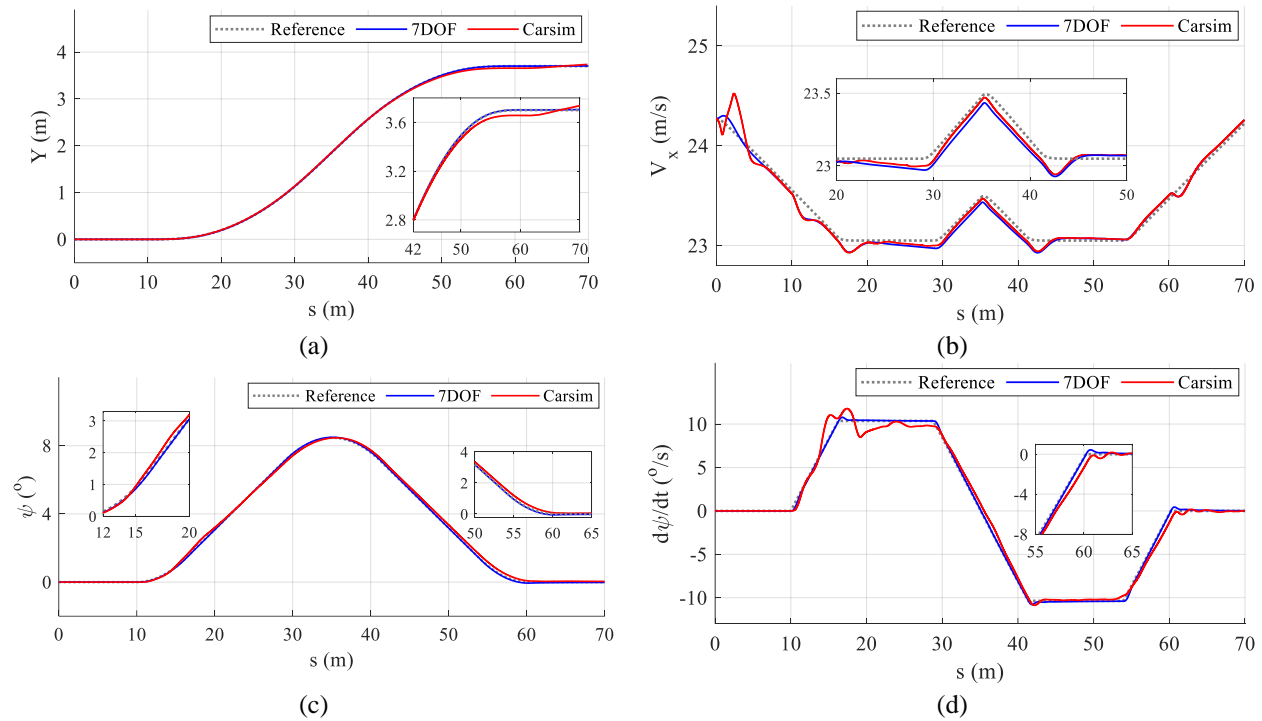 Reference 7DOF Carsim
Y (m)
4
3
2
1
0
3.6
3.2
2.8
42 50 60 70
0 10 20 30 40 50 60 70
s (m)
(a)
Reference 7DOF Carsim
V_x (m/s)
25
24
23
23.5
23
20 30 40 50
0 10 20 30 40 50 60 70
s (m)
(b)
Reference 7DOF Carsim
ψ (°)
8
4
0
3
2
1
0
12 15 20
4
2
0
50 55 60 65
0 10 20 30 40 50 60 70
s (m)
(c)
Reference 7DOF Carsim
dψ/dt (°/s)
10
5
0
-5
-10
0
-4
-8
55 60 65
0 10 20 30 40 50 60 70
s (m)
(d)